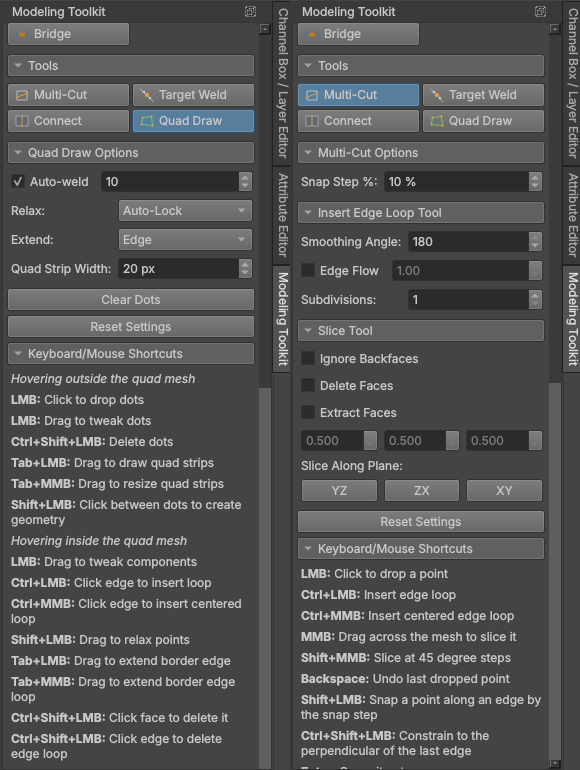 Modeling Toolkit
Bridge
Tools
Multi-Cut
Target Weld
Connect
Quad Draw
Quad Draw Options
Auto-weld 10
Relax: Auto-Lock
Extend: Edge
Quad Strip Width: 20 px
Clear Dots
Reset Settings
Keyboard/Mouse Shortcuts
Hovering outside the quad mesh
LMB: Click to drop dots
LMB: Drag to tweak dots
Ctrl+Shift+LMB: Delete dots
Tab+LMB: Drag to draw quad strips
Tab+MMB: Drag to resize quad strips
Shift+LMB: Click between dots to create
geometry
Hovering inside the quad mesh
LMB: Drag to tweak components
Ctrl+LMB: Click edge to insert loop
Ctrl+MMB: Click edge to insert centered
loop
Shift+LMB: Drag to relax points
Tab+LMB: Drag to extend border edge
Tab+MMB: Drag to extend border edge
loop
Ctrl+Shift+LMB: Click face to delete it
Ctrl+Shift+LMB: Click edge to delete
edge loop
Channel Box / Layer Editor
Attribute Editor
Modeling Toolkit
Modeling Toolkit
Bridge
Tools
Multi-Cut
Target Weld
Connect
Quad Draw
Multi-Cut Options
Snap Step %: 10 %
Insert Edge Loop Tool
Smoothing Angle: 180
Edge Flow 1.00
Subdivisions: 1
Slice Tool
Ignore Backfaces
Delete Faces
Extract Faces
0.500 0.500 0.500
Slice Along Plane:
YZ ZX XY
Reset Settings
Keyboard/Mouse Shortcuts
LMB: Click to drop a point
Ctrl+LMB: Insert edge loop
Ctrl+MMB: Insert centered edge loop
MMB: Drag across the mesh to slice it
Shift+MMB: Slice at 45 degree steps
Backspace: Undo last dropped point
Shift+LMB: Snap a point along an edge by
the snap step
Ctrl+Shift+LMB: Constrain to the
perpendicular of the last edge
Channel Box / Layer Editor
Attribute Editor
Modeling Toolkit